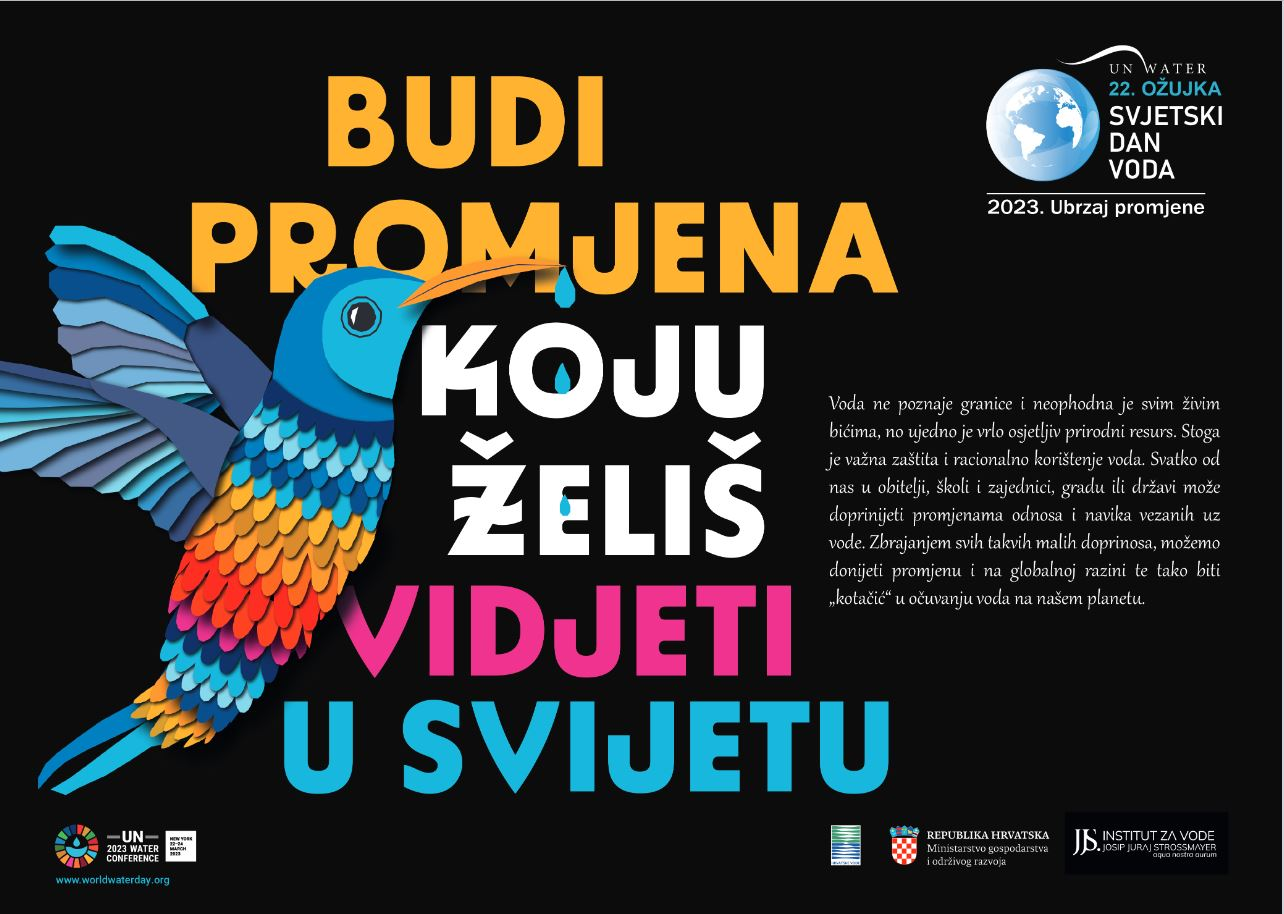 BUDI
PROMJENA
KOJU
ŽELIŠ
VIDJETI
U SVIJETU
UN WATER
22. OŽUJKA
SVJETSKI
DAN
VODA
2023. Ubrzaj promjene
Voda ne poznaje granice i neophodna je svim živim
bićima, no ujedno je vrlo osjetljiv prirodni resurs. Stoga
je važna zaštita i racionalno korištenje voda. Svatko od
nas u obitelji, školi i zajednici, gradu ili državi može
doprinijeti promjenama odnosa i navika vezanih uz
vode. Zbrajanjem svih takvih malih doprinosa, možemo
donijeti promjenu i na globalnoj razini te tako biti
„kotačić“ u očuvanju voda na našem planetu.
UN
2023 WATER
CONFERENCE
NEW YORK
22–24
MARCH
2023
www.worldwaterday.org
HRVATSKE VODE
REPUBLIKA HRVATSKA
Ministarstvo gospodarstva
i održivog razvoja
JJS.
INSTITUT ZA VODE
JOSIP JURAJ STROSSMAYER
aqua nostra aurum